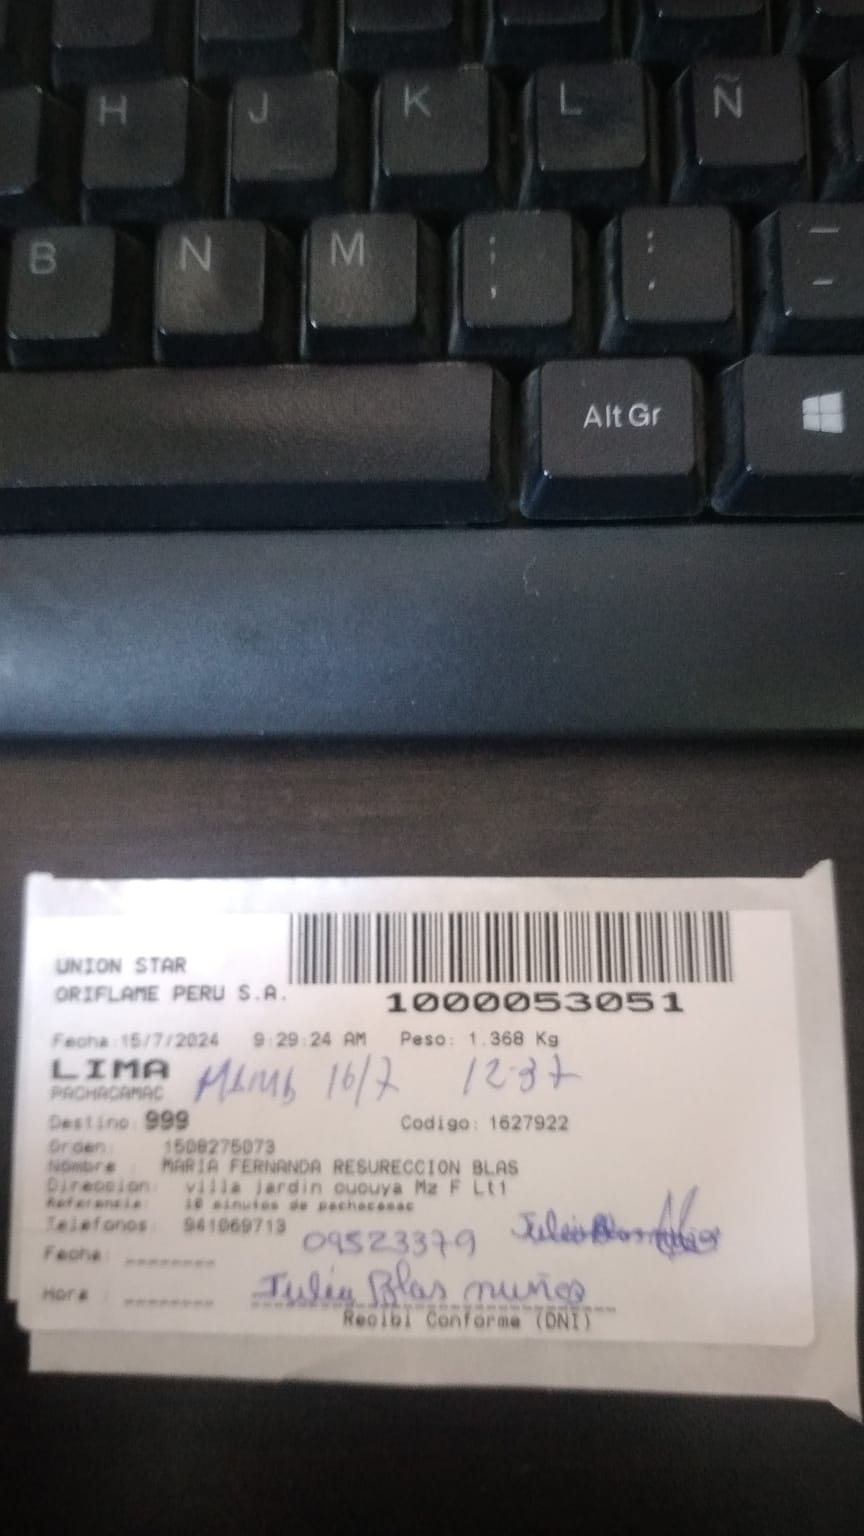 H J K L Ñ
B N M ; , : . _ -
Alt Gr
UNION STAR
ORIFLAME PERU S.A.
1000053051
Fecha:15/7/2024 9:29:24 AM Peso: 1.368 Kg
LIMA
PACHACAMAC
16/7 12:37
Destino:999 Codigo: 1627922
Orden: 1508275073
Nombre : MARIA FERNANDA RESURECCION BLAS
Direccion: villa jardin cucuya Mz F Lt1
Referencia: 10 minutos de pachacamac
Telefonos: 941069713
09523379
Fecha: ________
Hora : ________ Julia Blas nuñez
Recibi Conforme (DNI)